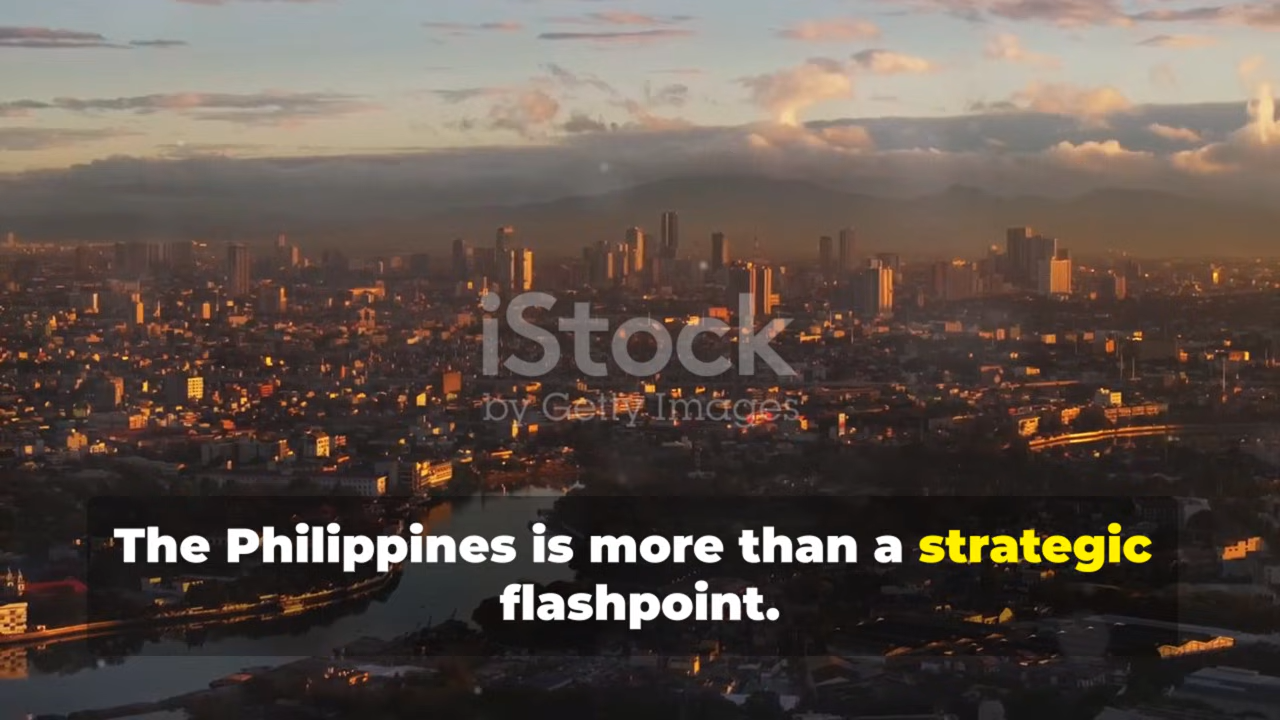 iStock
by Getty Images
The Philippines is more than a strategic
flashpoint.